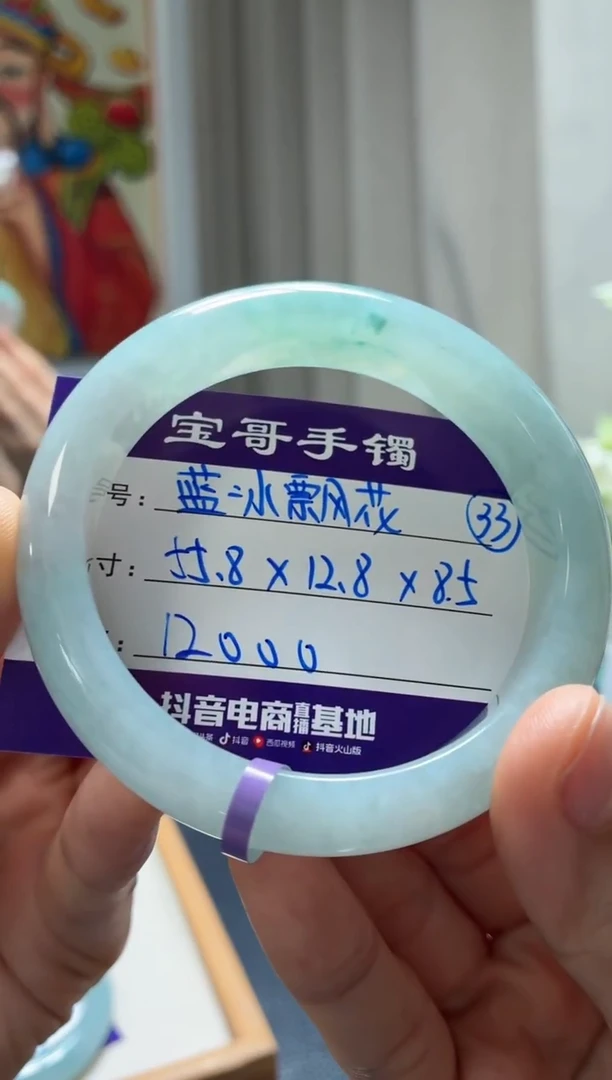 宝哥手镯
号: 蓝冰飘花 33
寸: 55.8 × 12.8 × 8.5
: 12000
抖音电商直播基地
抖音 西瓜视频 抖音火山版